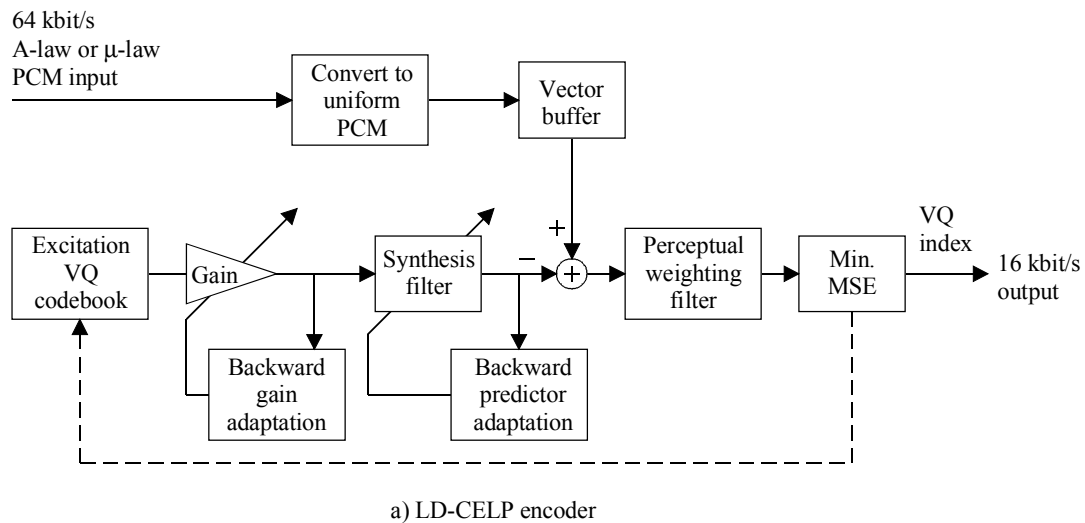 64 kbit/s
A-law or μ-law
PCM input
Convert to
uniform
PCM
Vector
buffer
+
Excitation
VQ
codebook
Gain
Synthesis
filter
−
+
Perceptual
weighting
filter
Min.
MSE
VQ
index
16 kbit/s
output
Backward
gain
adaptation
Backward
predictor
adaptation
a) LD-CELP encoder